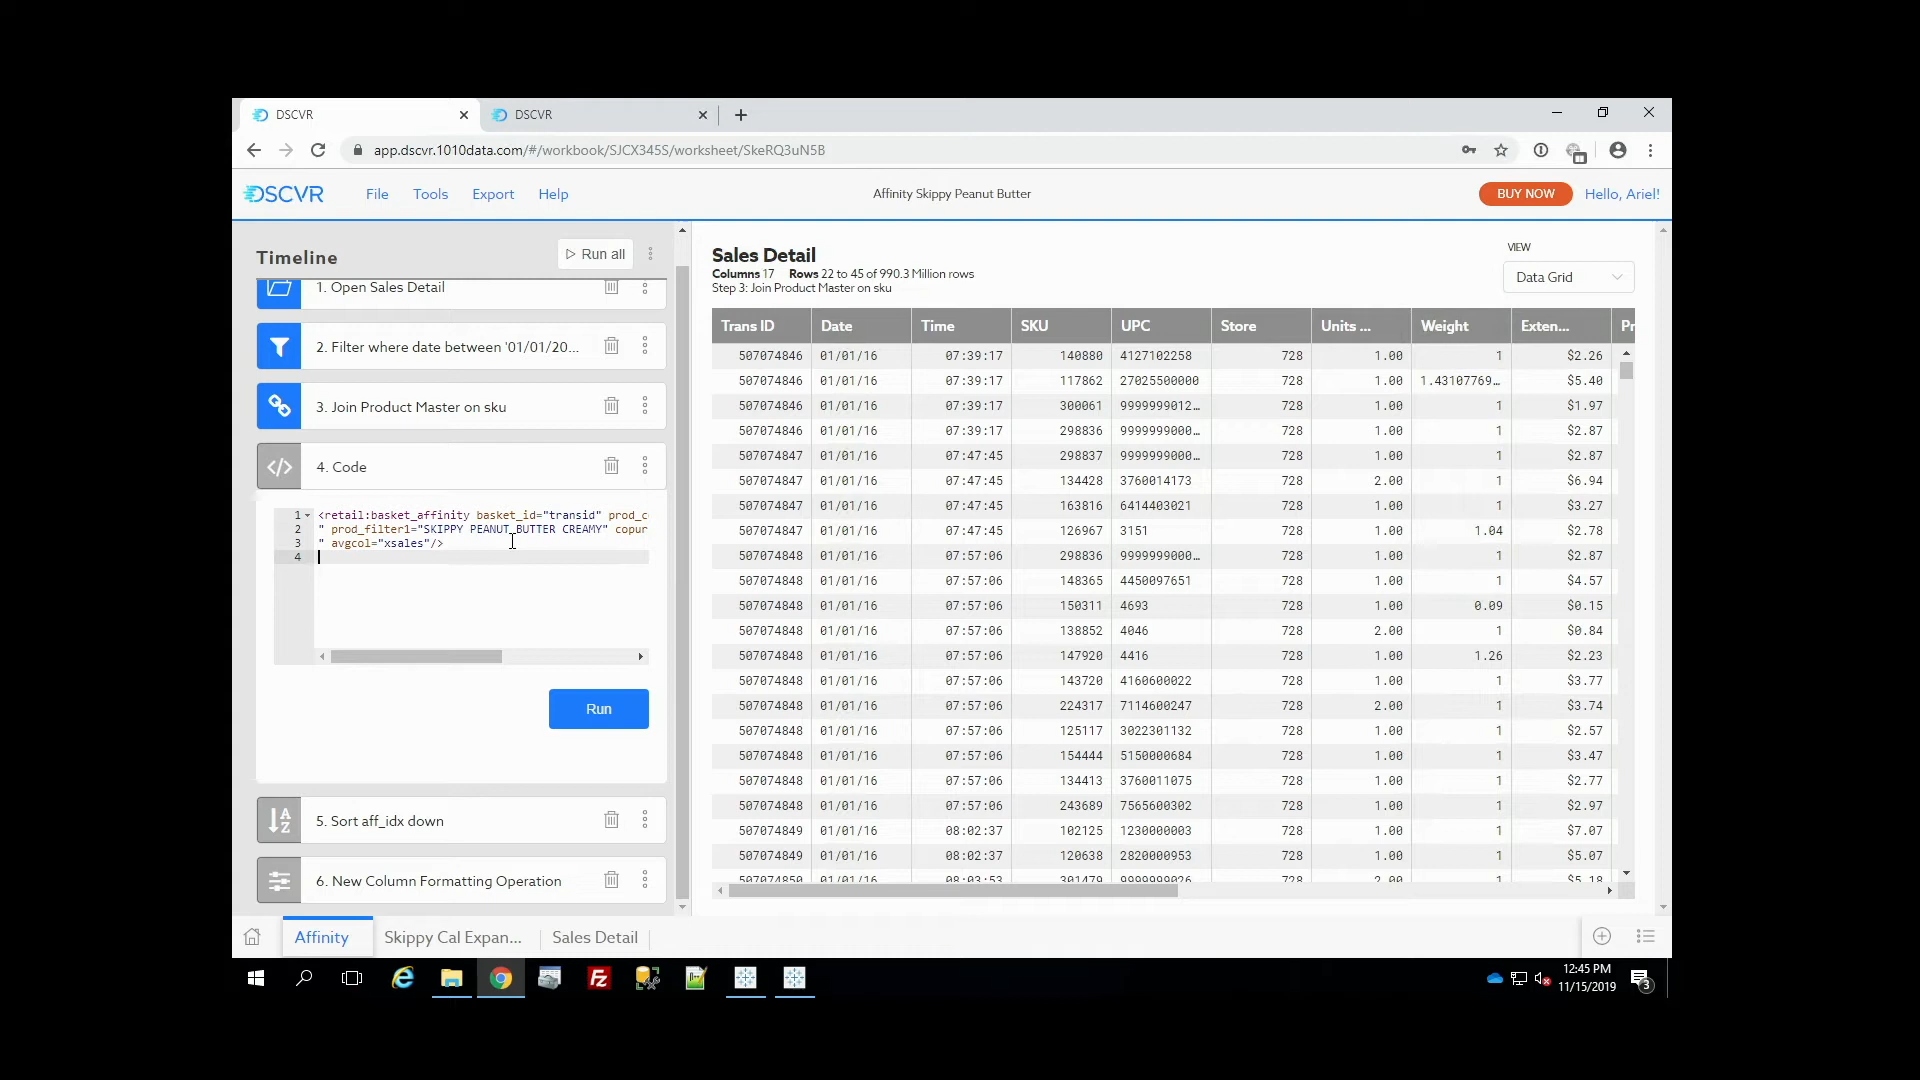 DSCVR
DSCVR
app.dscvr.1010data.com/#/workbook/SJCX345S/worksheet/SkeRQ3uN5B
DSCVR File Tools Export Help
Affinity Skippy Peanut Butter
BUY NOW Hello, Ariel!
Timeline
Run all
1. Open Sales Detail
2. Filter where date between '01/01/20...
3. Join Product Master on sku
4. Code
1 <retail:basket_affinity basket_id="transid" prod_c
2 " prod_filter1="SKIPPY PEANUT BUTTER CREAMY" copur
3 " avgcol="xsales"/>
4
Run
5. Sort aff_idx down
6. New Column Formatting Operation
Sales Detail
Columns 17 Rows 22 to 45 of 990.3 Million rows
Step 3: Join Product Master on sku
VIEW
Data Grid
Trans ID Date Time SKU UPC Store Units ... Weight Exten... Pr
507074846 01/01/16 07:39:17 140880 4127102258 728 1.00 1 $2.26
507074846 01/01/16 07:39:17 117862 27025500000 728 1.00 1.43107769... $5.40
507074846 01/01/16 07:39:17 300061 9999999012... 728 1.00 1 $1.97
507074846 01/01/16 07:39:17 298836 9999999000... 728 1.00 1 $2.87
507074847 01/01/16 07:47:45 298837 9999999000... 728 1.00 1 $2.87
507074847 01/01/16 07:47:45 134428 3760014173 728 2.00 1 $6.94
507074847 01/01/16 07:47:45 163816 6414403021 728 1.00 1 $3.27
507074847 01/01/16 07:47:45 126967 3151 728 1.00 1.04 $2.78
507074848 01/01/16 07:57:06 298836 9999999000... 728 1.00 1 $2.87
507074848 01/01/16 07:57:06 148365 4450097651 728 1.00 1 $4.57
507074848 01/01/16 07:57:06 150311 4693 728 1.00 0.09 $0.15
507074848 01/01/16 07:57:06 138852 4046 728 2.00 1 $0.84
507074848 01/01/16 07:57:06 147920 4416 728 1.00 1.26 $2.23
507074848 01/01/16 07:57:06 143720 4160600022 728 1.00 1 $3.77
507074848 01/01/16 07:57:06 224317 7114600247 728 2.00 1 $3.74
507074848 01/01/16 07:57:06 125117 3022301132 728 1.00 1 $2.57
507074848 01/01/16 07:57:06 154444 5150000684 728 1.00 1 $3.47
507074848 01/01/16 07:57:06 134413 3760011075 728 1.00 1 $2.77
507074848 01/01/16 07:57:06 243689 7565600302 728 1.00 1 $2.97
507074849 01/01/16 08:02:37 102125 1230000003 728 1.00 1 $7.07
507074849 01/01/16 08:02:37 120638 2820000953 728 1.00 1 $5.07
507074850 01/01/16 08:03:53 301479 9999999026 728 2.00 1 $5.18
Affinity Skippy Cal Expan... Sales Detail
12:45 PM
11/15/2019
3